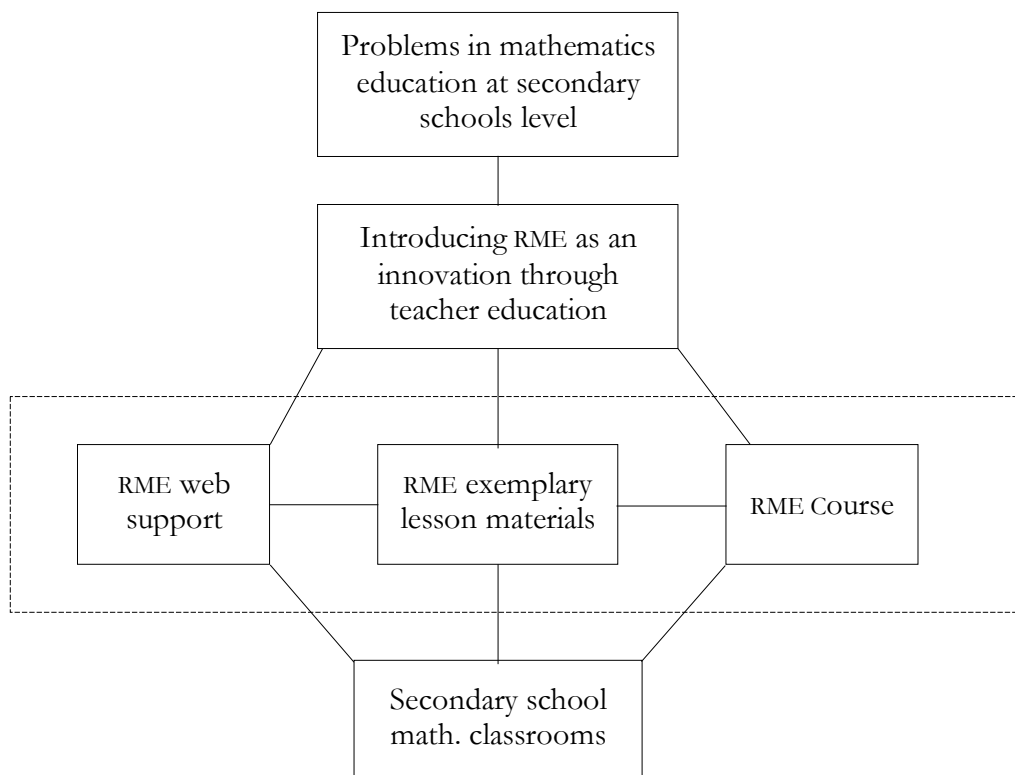 Problems in mathematics
education at secondary
schools level
Introducing RME as an
innovation through
teacher education
RME web
support
RME exemplary
lesson materials
RME Course
Secondary school
math. classrooms